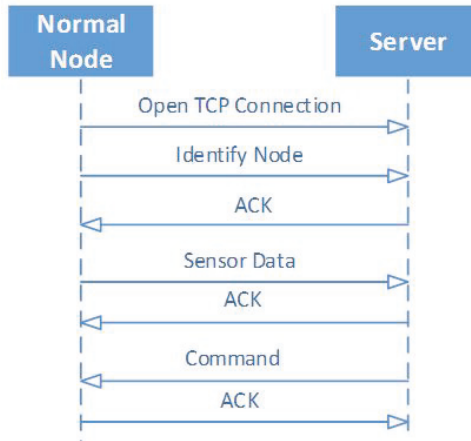 Normal
Node
Server
Open TCP Connection
Identify Node
ACK
Sensor Data
ACK
Command
ACK